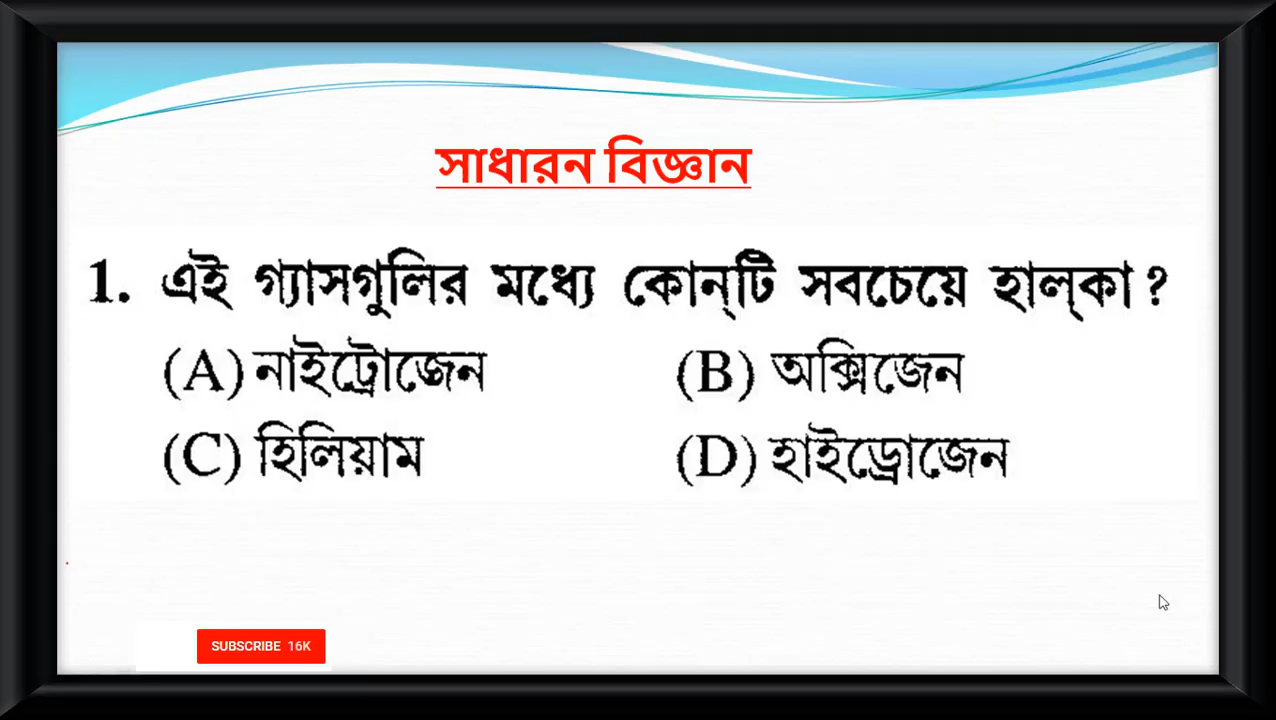 সাধারন বিজ্ঞান
1. এই গ্যাসগুলির মধ্যে কোন্‌টি সবচেয়ে হাল্‌কা?
(A) নাইট্রোজেন (B) অক্সিজেন
(C) হিলিয়াম (D) হাইড্রোজেন
SUBSCRIBE 16K